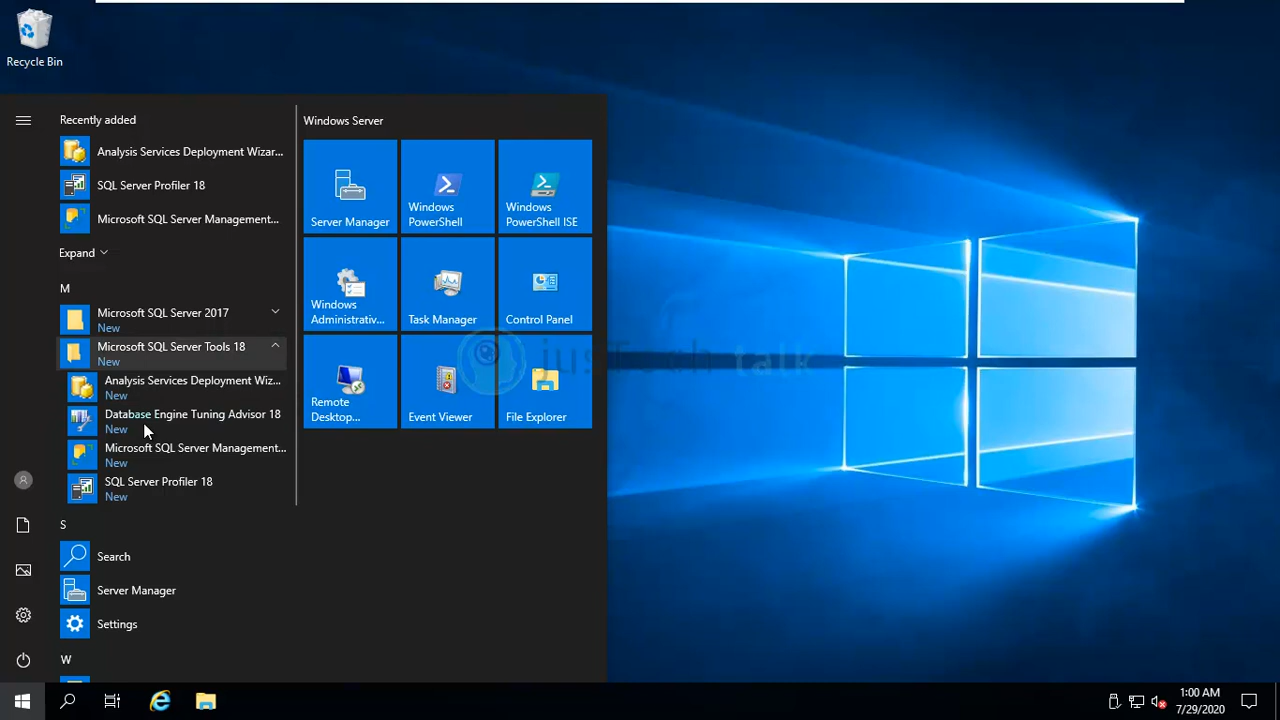 Recycle Bin
Recently added
Analysis Services Deployment Wizar...
SQL Server Profiler 18
Microsoft SQL Server Management...
Expand
M
Microsoft SQL Server 2017
New
Microsoft SQL Server Tools 18
New
Analysis Services Deployment Wiz...
New
Database Engine Tuning Advisor 18
New
Microsoft SQL Server Management...
New
SQL Server Profiler 18
New
S
Search
Server Manager
Settings
W
Windows Server
Server Manager
Windows
PowerShell
Windows
PowerShell ISE
Windows
Administrativ...
Task Manager
Control Panel
Remote
Desktop...
Event Viewer
File Explorer
jusTech talk
1:00 AM
7/29/2020